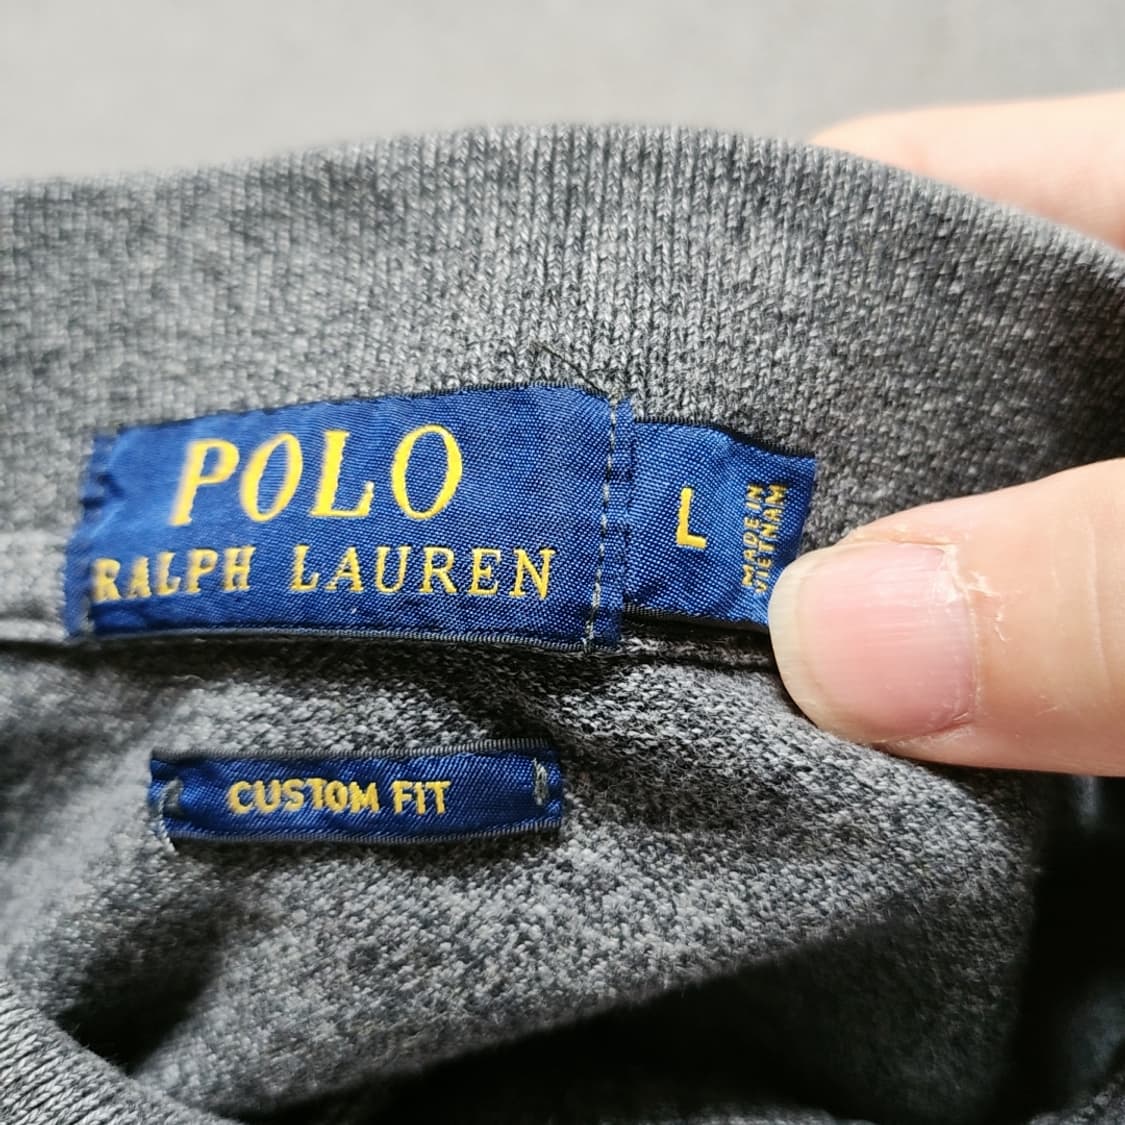 POLO
RALPH LAUREN
L
MADE IN
VIETNAM
CUSTOM FIT